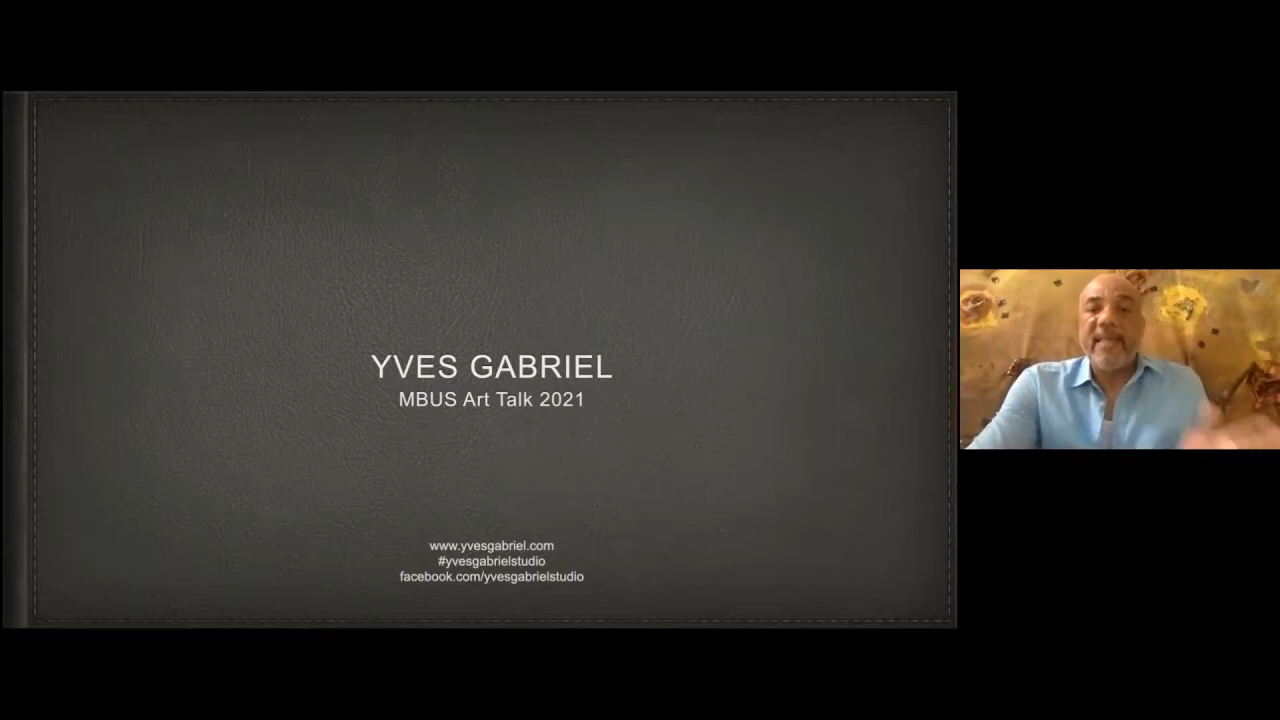 YVES GABRIEL
MBUS Art Talk 2021
www.yvesgabriel.com
#yvesgabrielstudio
facebook.com/yvesgabrielstudio